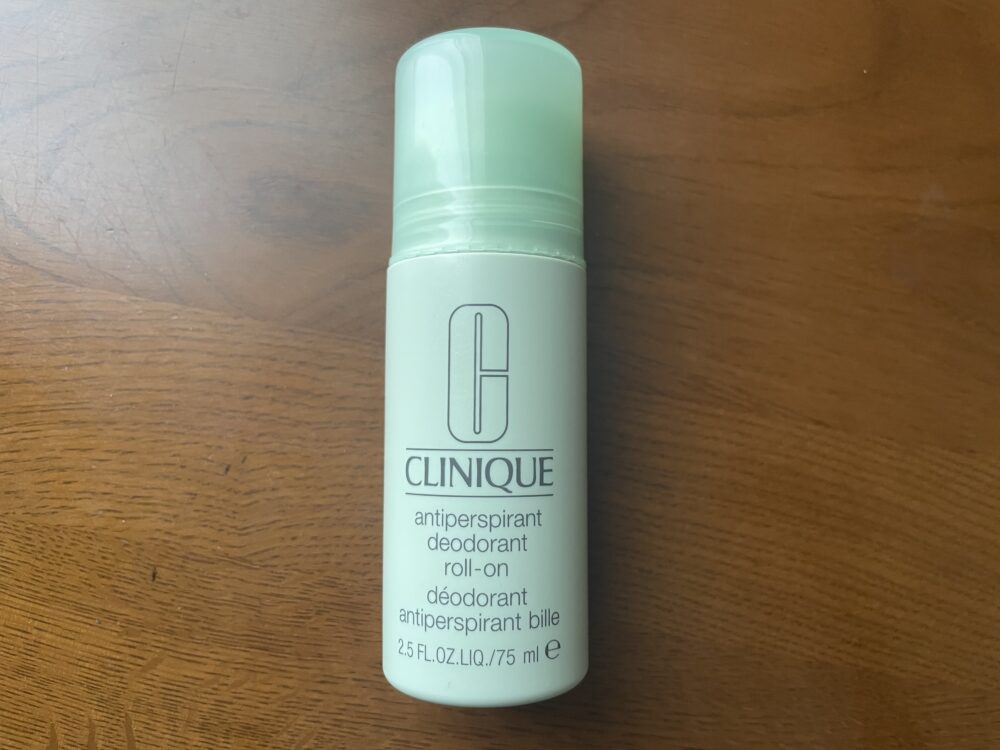 C
CLINIQUE
antiperspirant
deodorant
roll-on
déodorant
antiperspirant bille
2.5 FL.OZ.LIQ./75 ml ℮